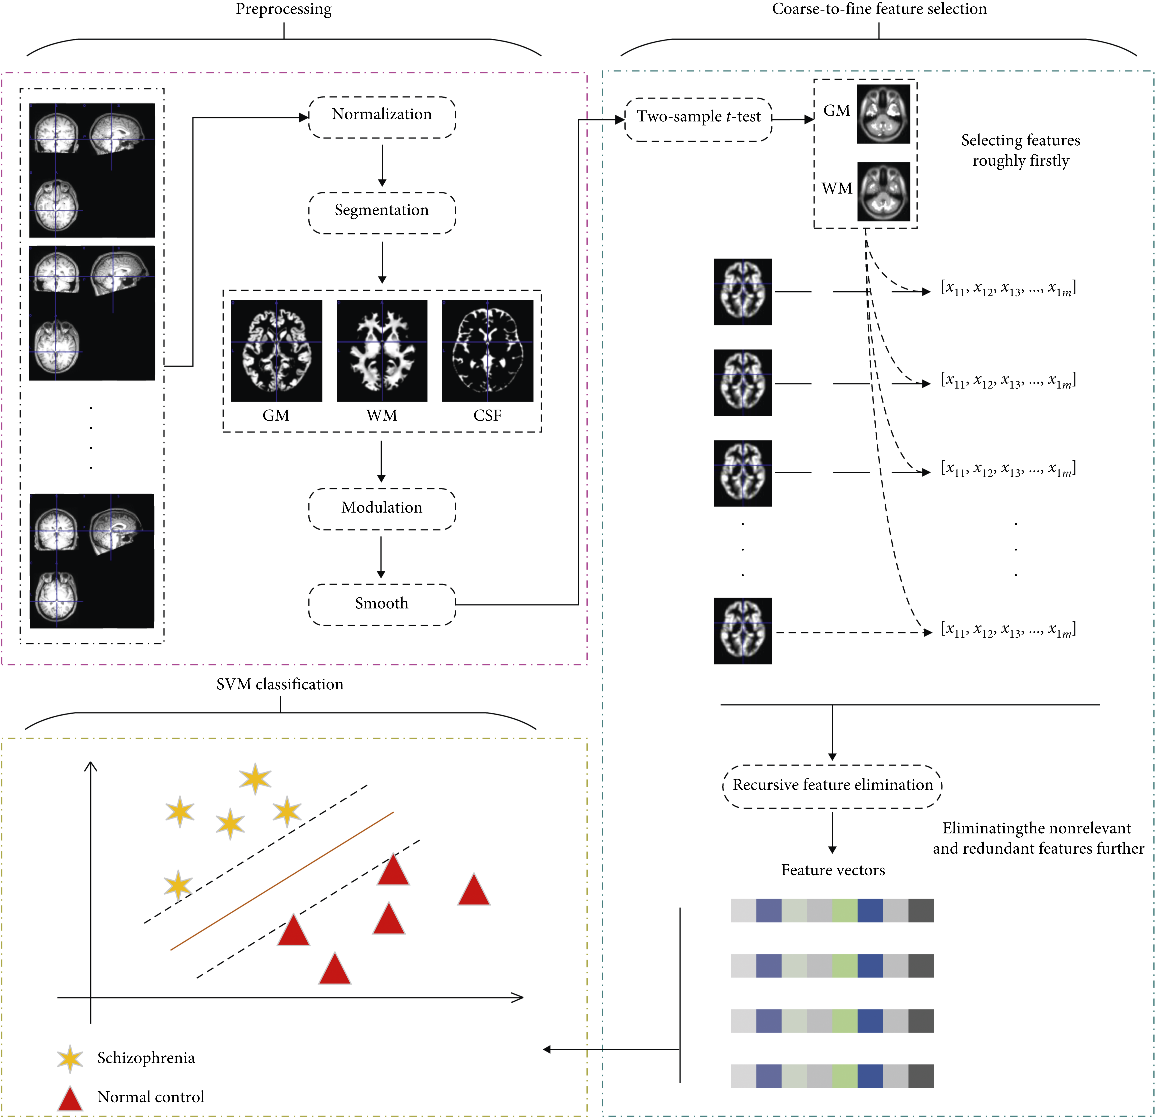 Preprocessing
Normalization
Segmentation
GM
WM
CSF
Modulation
Smooth
Coarse-to-fine feature selection
Two-sample t-test
GM
WM
Selecting features
roughly firstly
[x11, x12, x13, ..., x1m]
[x11, x12, x13, ..., x1m]
[x11, x12, x13, ..., x1m]
[x11, x12, x13, ..., x1m]
Recursive feature elimination
Eliminatingthe nonrelevant
and redundant features further
Feature vectors
SVM classification
Schizophrenia
Normal control